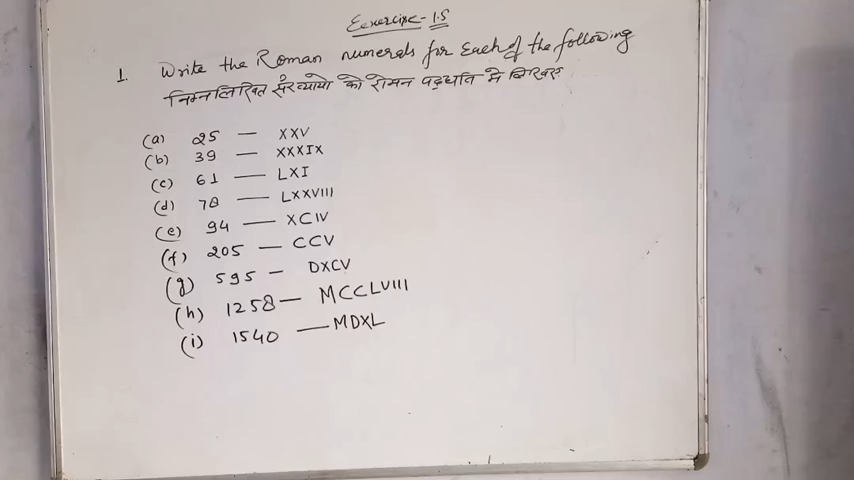 Exercise- 1.5
1. Write the Roman numerals for Each of the following
निम्नलिखित संख्यायो को रोमन पद्धति मे लिखिए
(a) 25 — XXV
(b) 39 — XXXIX
(c) 61 — LXI
(d) 78 — LXXVIII
(e) 94 — XCIV
(f) 205 — CCV
(g) 595 — DXCV
(h) 1258 — MCCLVIII
(i) 1540 — MDXL